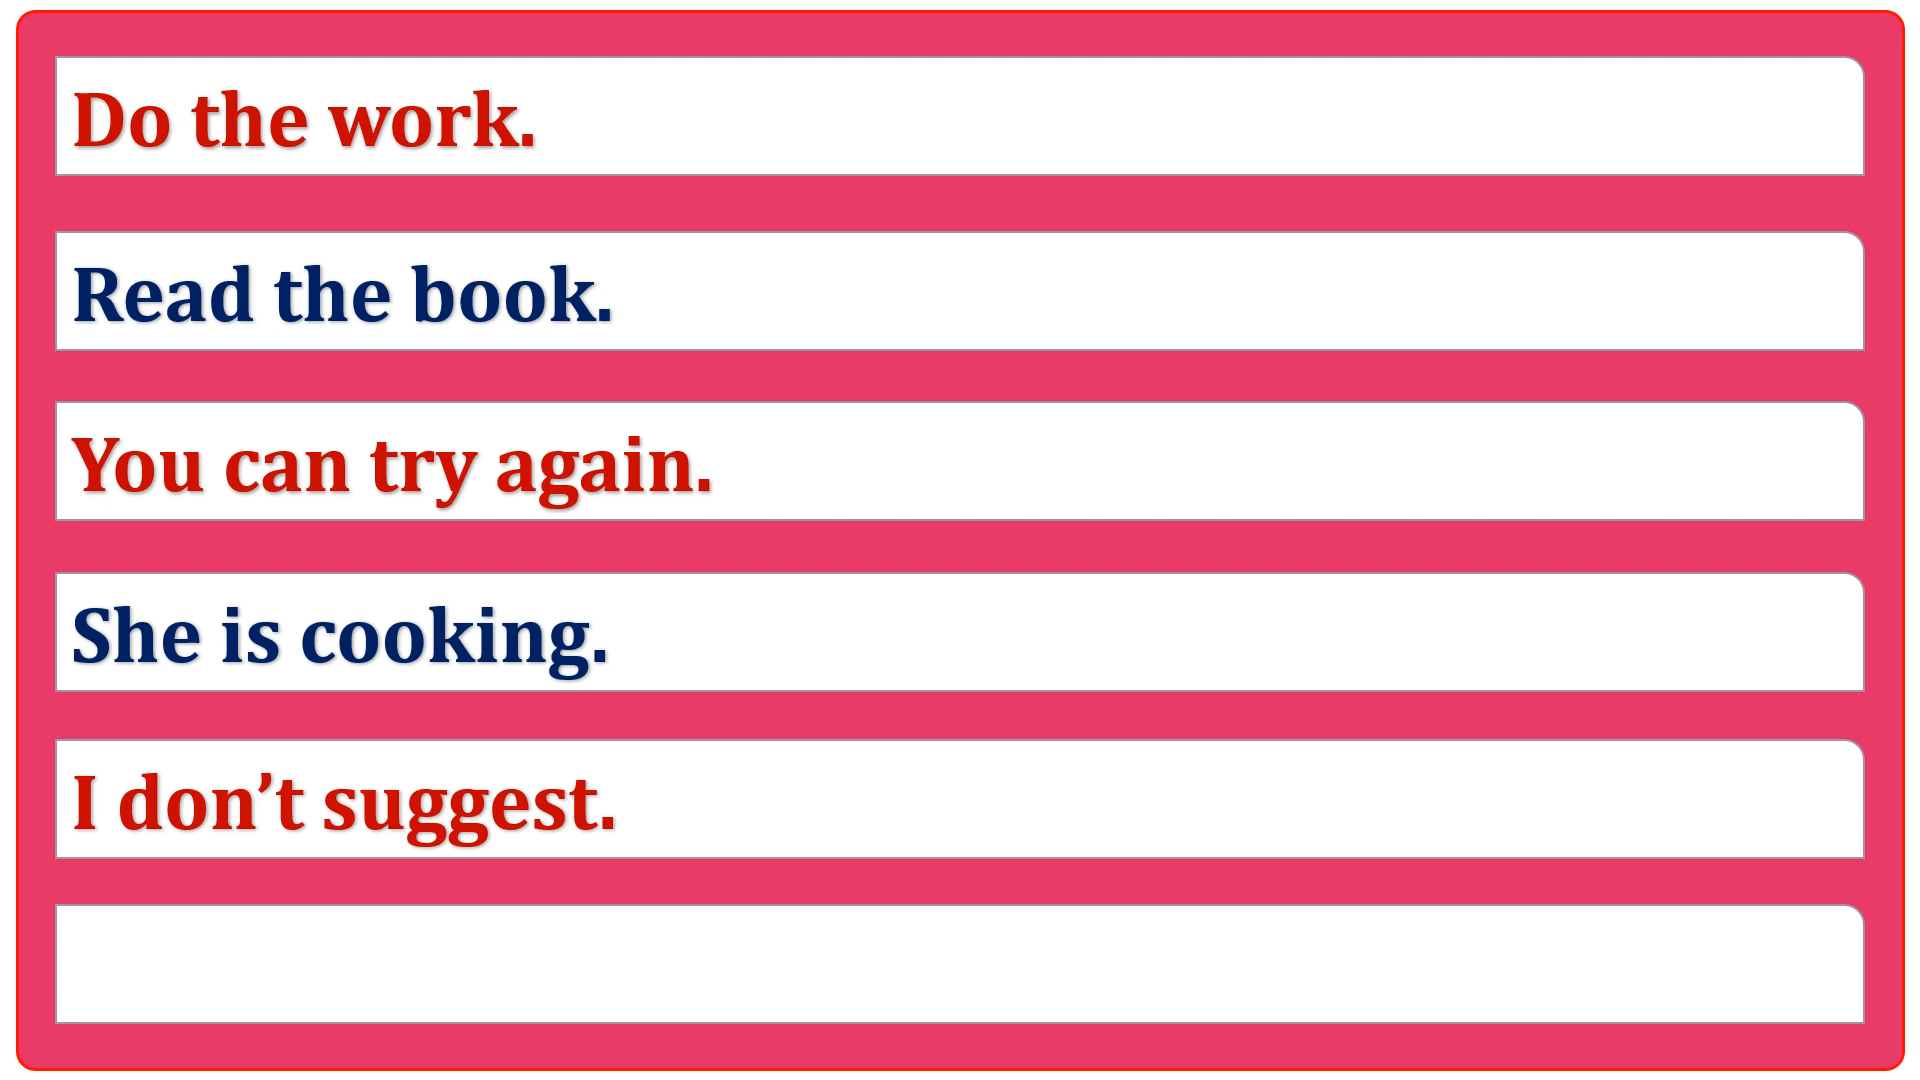 Do the work.
Read the book.
You can try again.
She is cooking.
I don’t suggest.